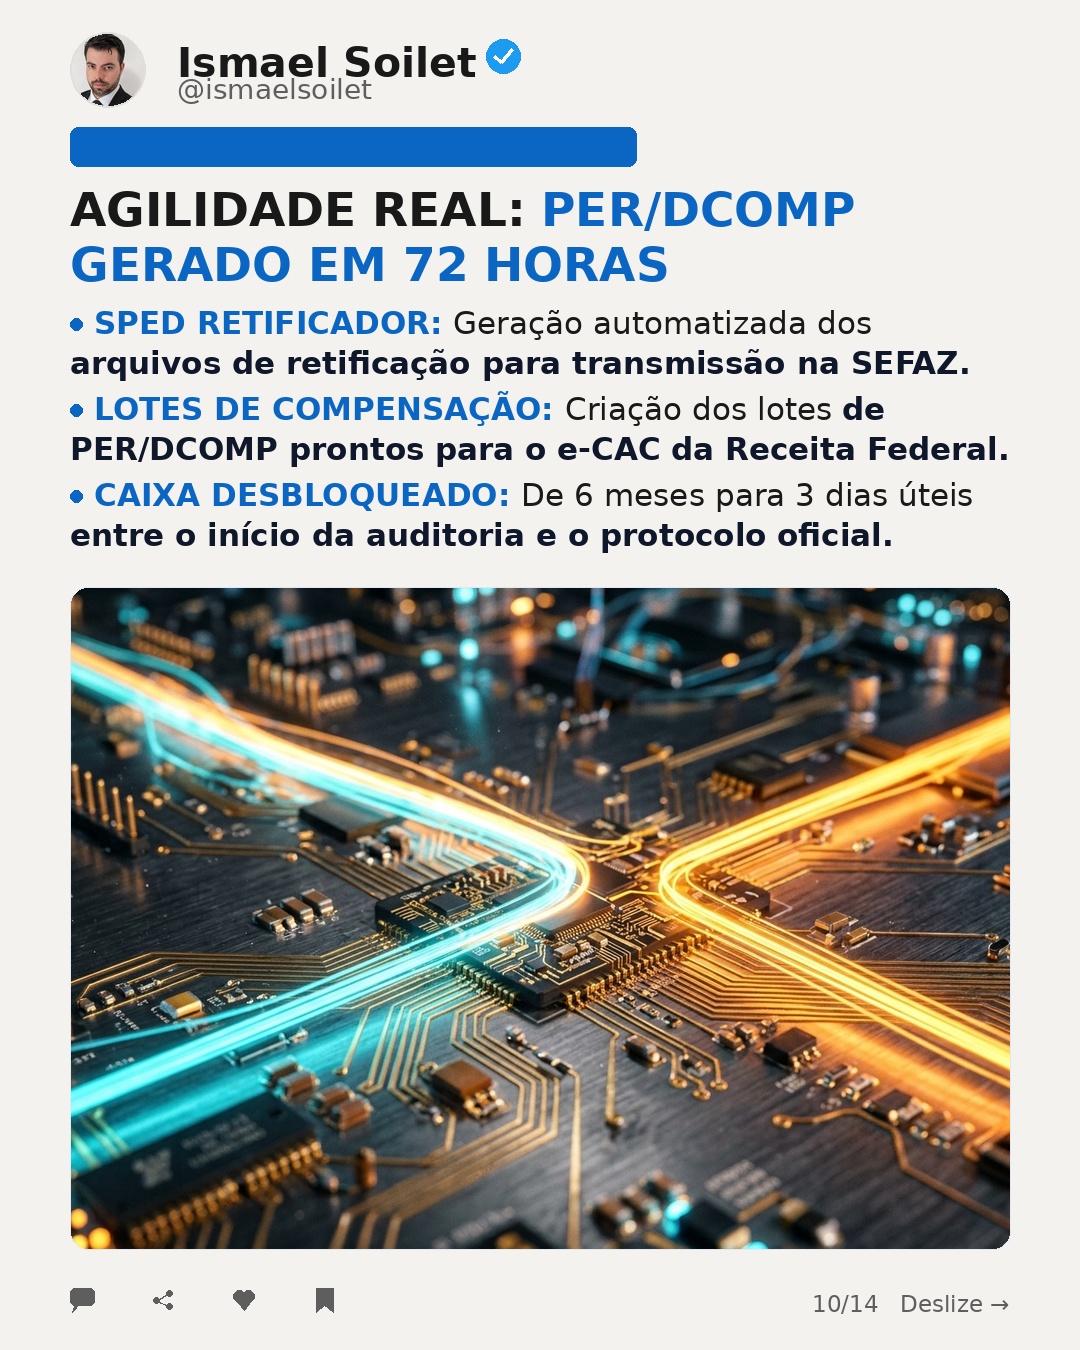 Ismael Soilet
@ismaelsoilet
AGILIDADE REAL: PER/DCOMP
GERADO EM 72 HORAS
• SPED RETIFICADOR: Geração automatizada dos
arquivos de retificação para transmissão na SEFAZ.
• LOTES DE COMPENSAÇÃO: Criação dos lotes de
PER/DCOMP prontos para o e-CAC da Receita Federal.
• CAIXA DESBLOQUEADO: De 6 meses para 3 dias úteis
entre o início da auditoria e o protocolo oficial.
10/14 Deslize →